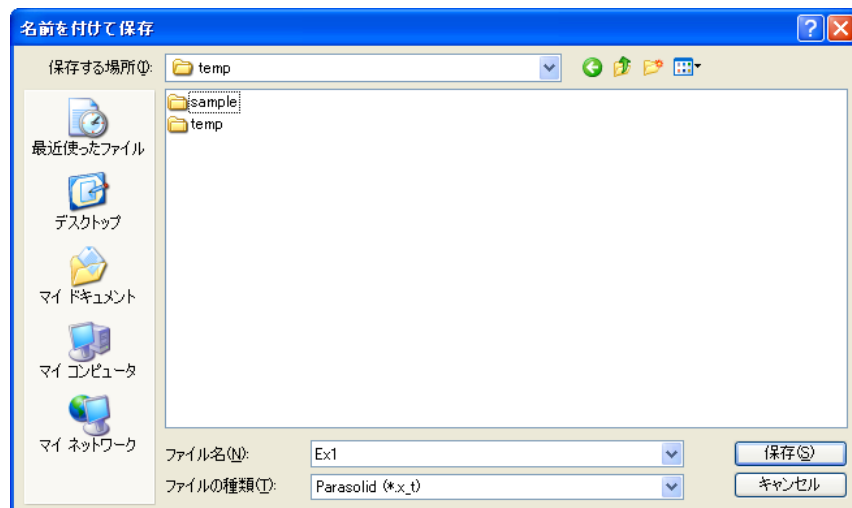 名前を付けて保存
保存する場所(I):
temp
sample
temp
最近使ったファイル
デスクトップ
マイ ドキュメント
マイ コンピュータ
マイ ネットワーク
ファイル名(N):
Ex1
保存(S)
ファイルの種類(T):
Parasolid (*.x_t)
キャンセル